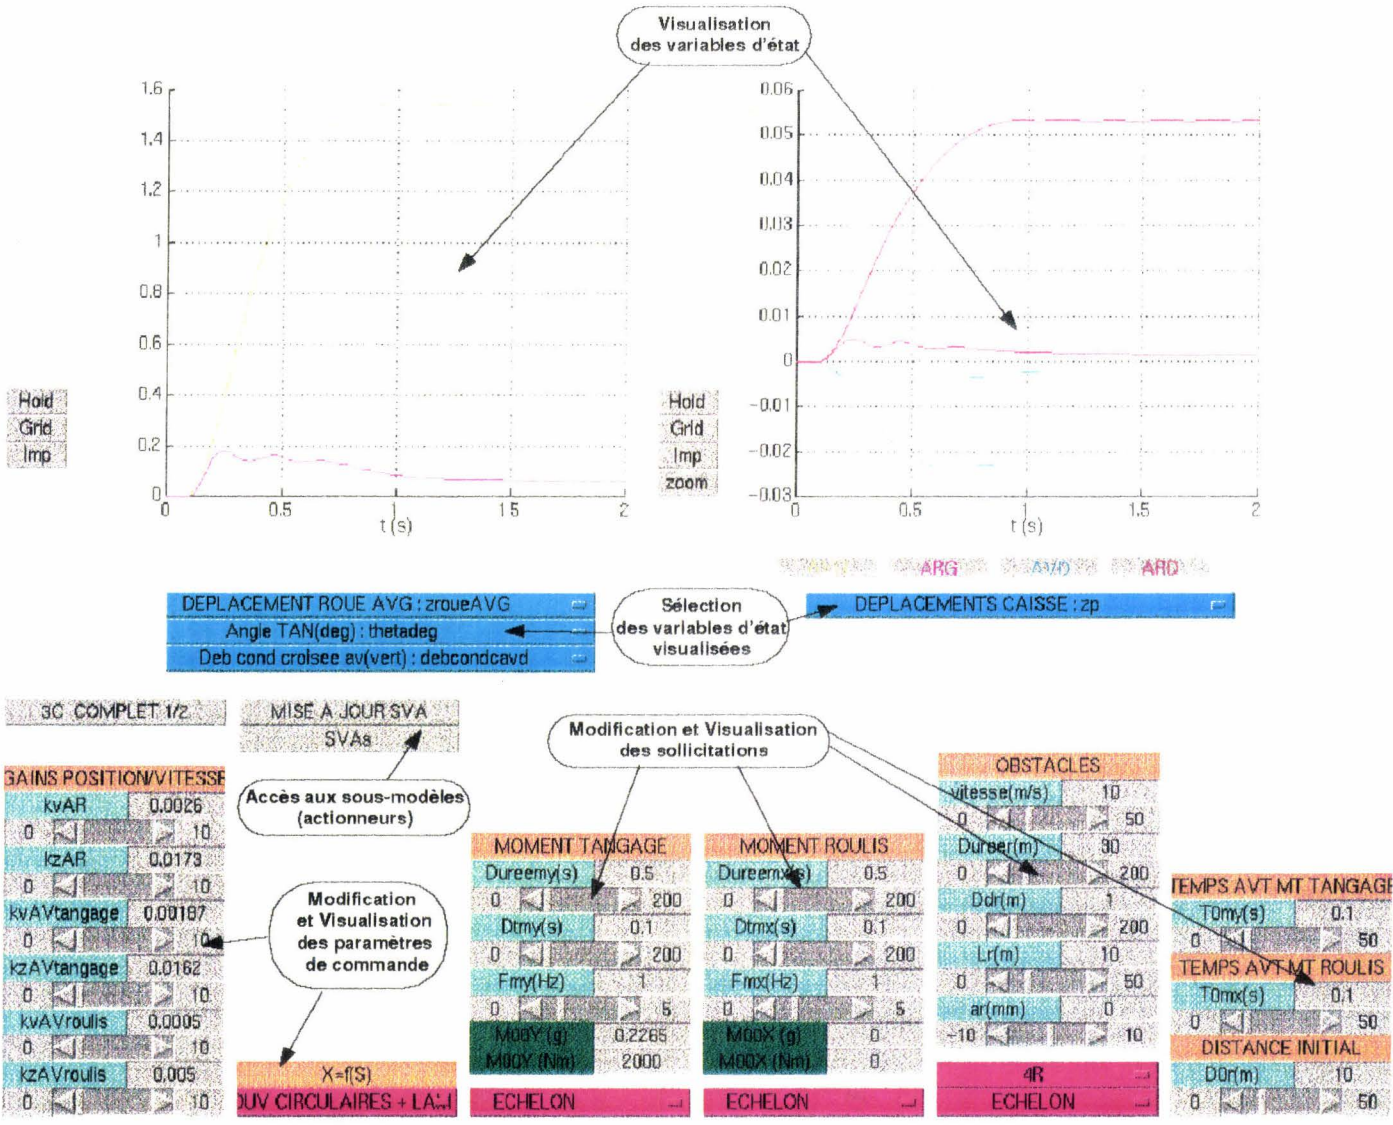 Visualisation
des variables d'état
1.6
1.4
1.2
1
0.8
0.6
0.4
0.2
0
0 0.5 1 1.5 2
t (s)
Hold
Grid
Imp
0.06
0.05
0.04
0.03
0.02
0.01
0
-0.01
-0.02
-0.03
0 0.5 1 1.5 2
t (s)
Hold
Grid
Imp
zoom
ARG AVD ARD
DEPLACEMENT ROUE AVG : zroueAVG
Angle TAN(deg) : thetadeg
Deb cond croisee av(vert) : debcondcavd
Sélection
des variables d'état
visualisées
DEPLACEMENTS CAISSE : zp
3C COMPLET 1/2
MISE A JOUR SVA
SVAs
Accès aux sous-modèles
(actionneurs)
Modification et Visualisation
des sollicitations
GAINS POSITION/VITESSE
kvAR 0.0026
0 10
kzAR 0.0173
0 10
kvAVtangage 0.00187
0 10
kzAVtangage 0.0162
0 10
kvAVroulis 0.0005
0 10
kzAVroulis 0.005
0 10
Modification
et Visualisation
des paramètres
de commande
X=f(S)
OUV CIRCULAIRES + LA
MOMENT TANGAGE
Dureemy(s) 0.5
0 200
Dtmy(s) 0.1
0 200
Fmy(Hz) 1
0 5
M00Y (g) 0.2265
M00Y (Nm) 2000
ECHELON
MOMENT ROULIS
Dureemx(s) 0.5
0 200
Dtmx(s) 0.1
0 200
Fmx(Hz) 1
0 5
M00X (g) 0
M00X (Nm) 0
ECHELON
OBSTACLES
vitesse(m/s) 10
0 50
Dureer(m) 30
0 200
Ddr(m) 1
0 200
Lr(m) 10
0 50
ar(mm) 0
-10 10
4R
ECHELON
TEMPS AVT MT TANGAGE
T0my(s) 0.1
0 50
TEMPS AVT MT ROULIS
T0mx(s) 0.1
0 50
DISTANCE INITIAL
D0r(m) 10
0 50